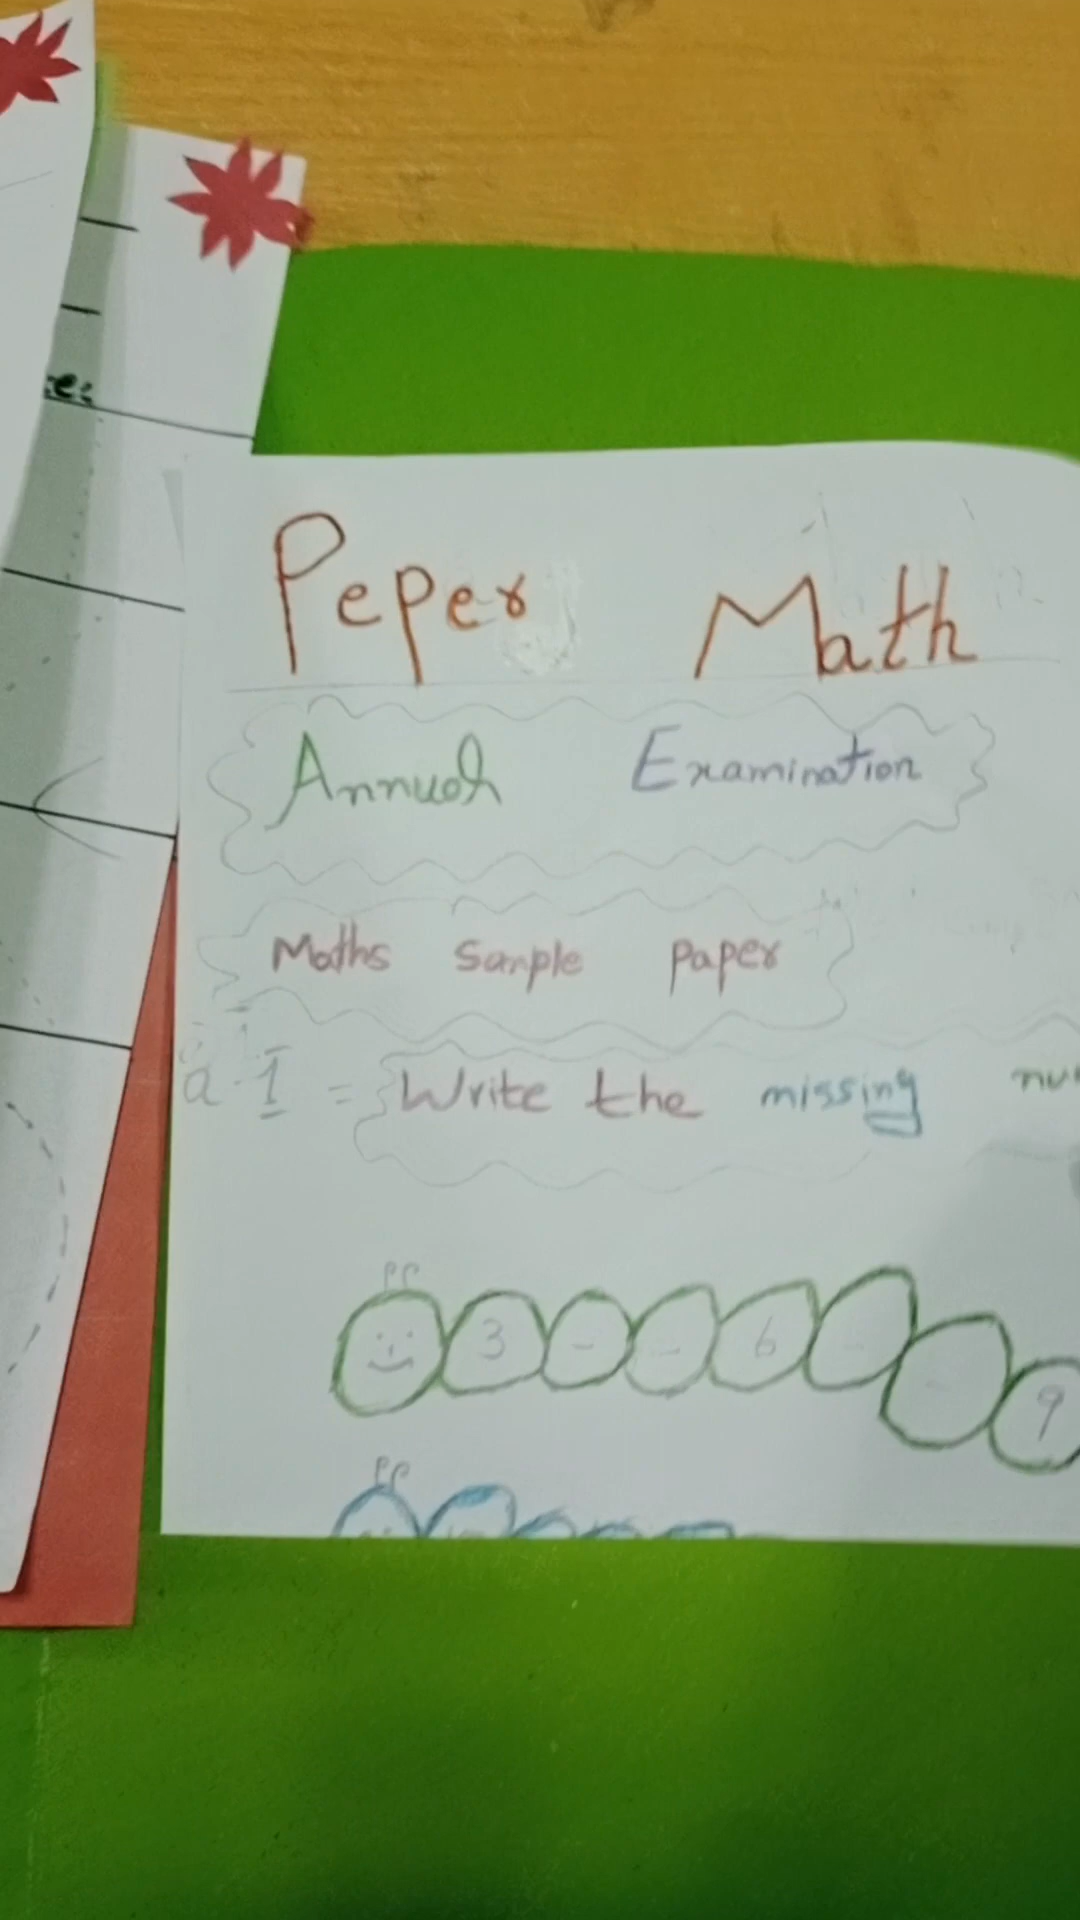 Peper Math
Annual Examination
Maths Sample paper
Q.1 = Write the missing
3 - - 6 - - 9